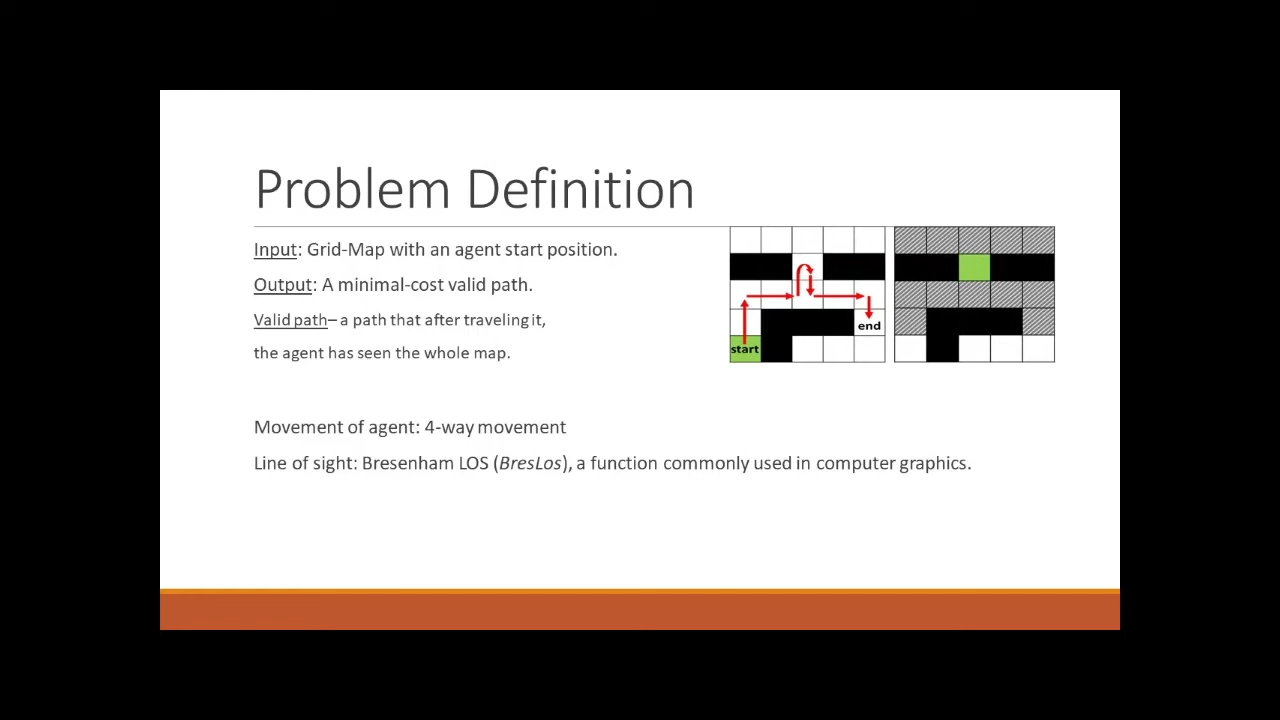 Problem Definition
Input: Grid-Map with an agent start position.
Output: A minimal-cost valid path.
Valid path– a path that after traveling it,
the agent has seen the whole map.
end
start
Movement of agent: 4-way movement
Line of sight: Bresenham LOS (BresLos), a function commonly used in computer graphics.